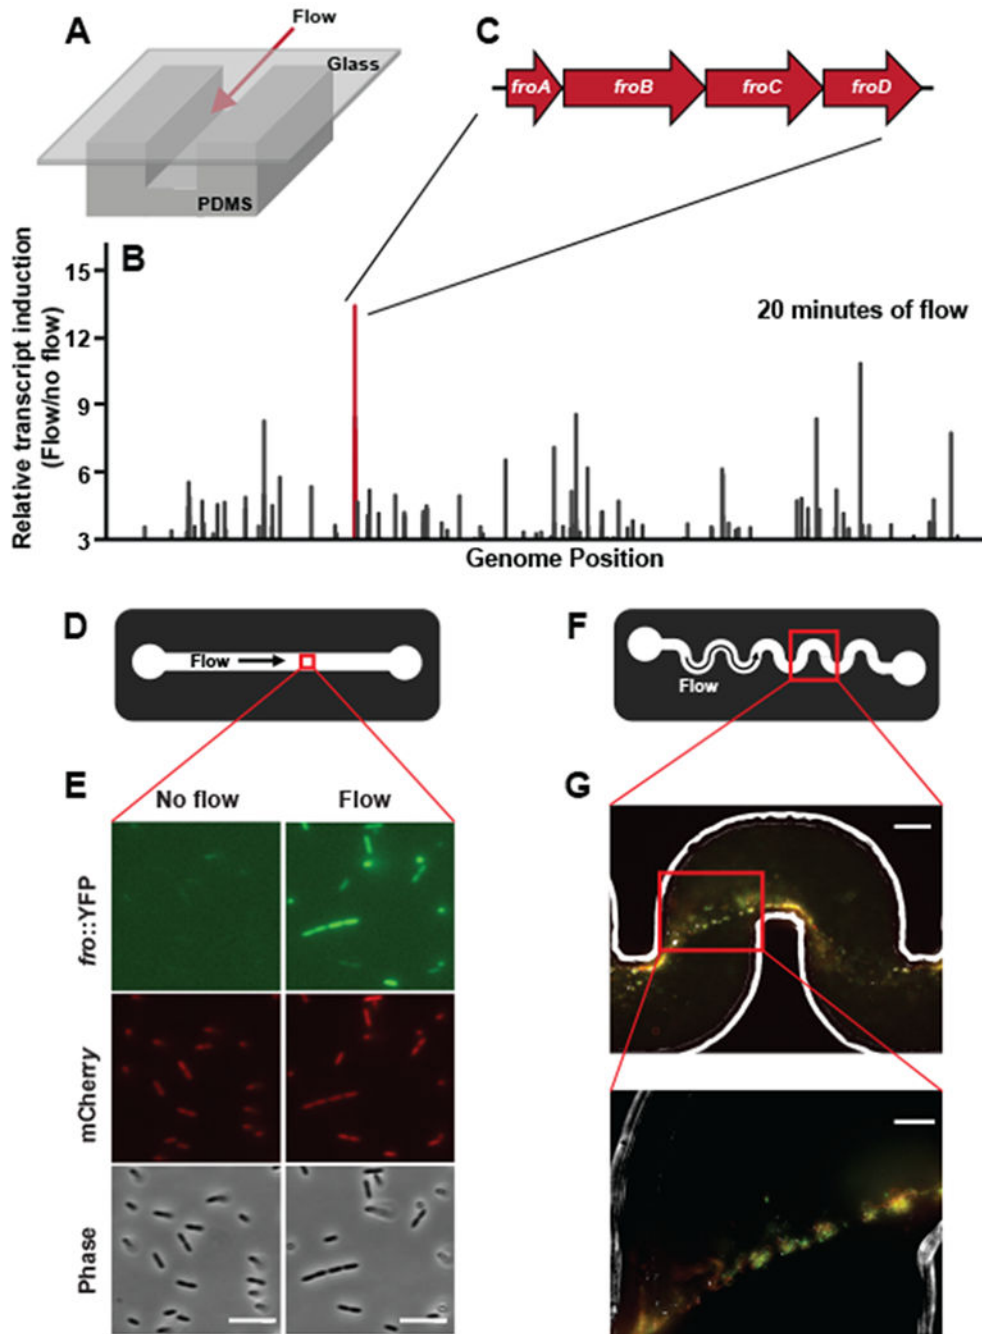 A
Flow
Glass
PDMS
C
froA froB froC froD
B
Relative transcript induction
(Flow/no flow)
15
12
9
6
3
20 minutes of flow
Genome Position
D
Flow
F
Flow
E
No flow Flow
fro::YFP
mCherry
Phase
G